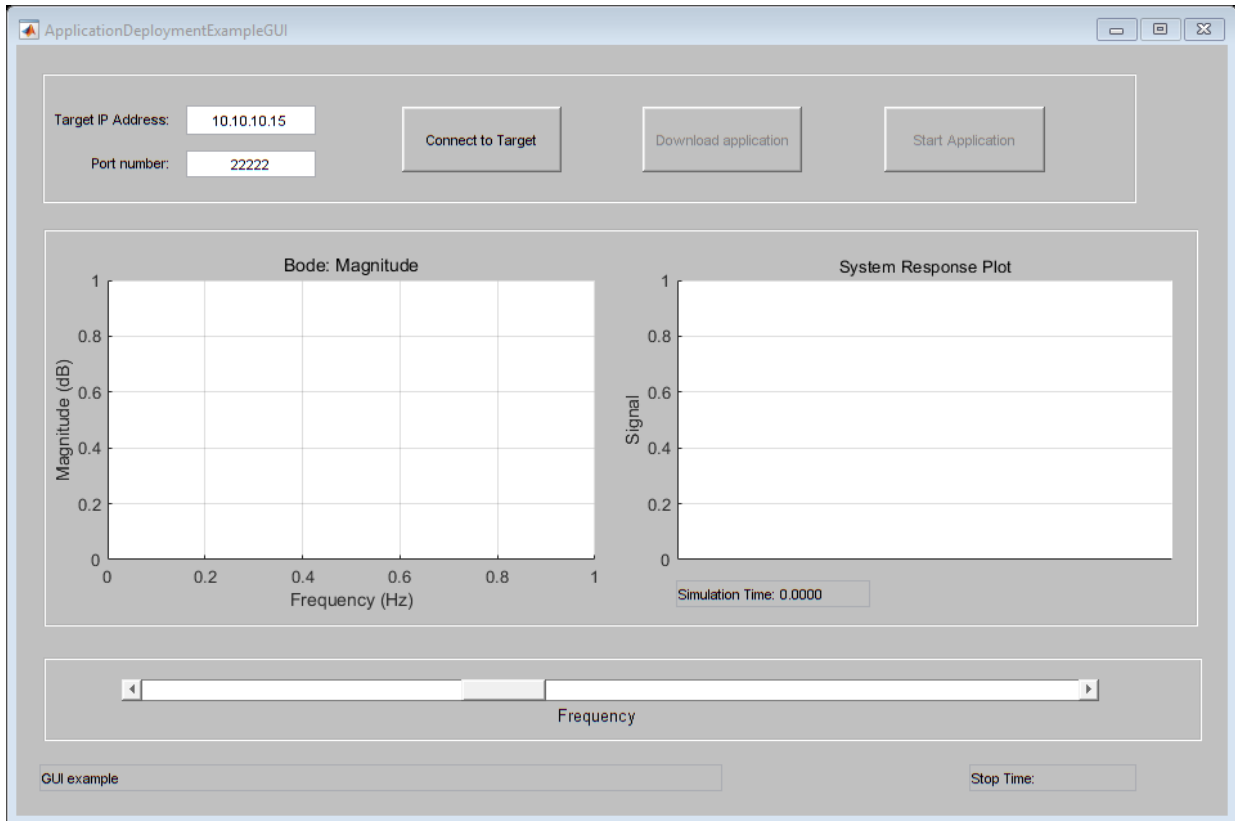 ApplicationDeploymentExampleGUI
Target IP Address: 10.10.10.15
Port number: 22222
Connect to Target
Download application
Start Application
Bode: Magnitude
1
0.8
0.6
0.4
0.2
0
Magnitude (dB)
0 0.2 0.4 0.6 0.8 1
Frequency (Hz)
System Response Plot
1
0.8
0.6
0.4
0.2
0
Signal
Simulation Time: 0.0000
Frequency
GUI example
Stop Time: